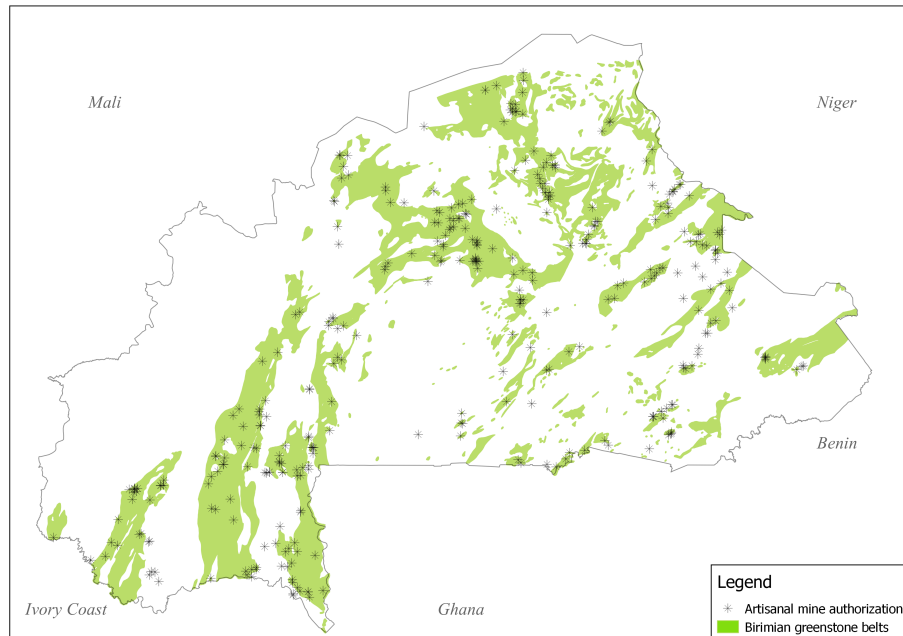 Mali
Niger
Benin
Ivory Coast
Ghana
Legend
Artisanal mine authorization
Birimian greenstone belts